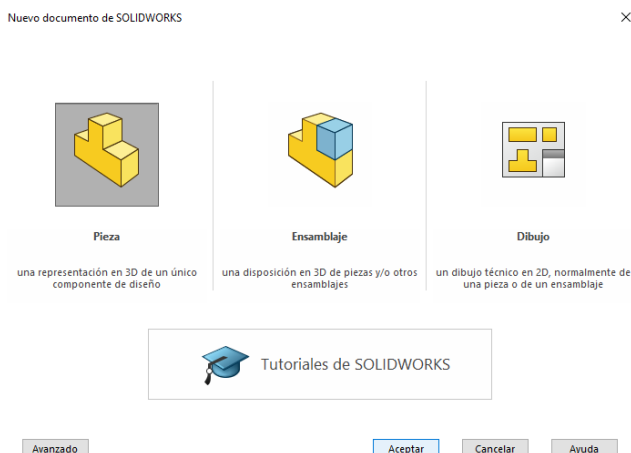 Nuevo documento de SOLIDWORKS
Pieza
una representación en 3D de un único
componente de diseño
Ensamblaje
una disposición en 3D de piezas y/o otros
ensamblajes
Dibujo
un dibujo técnico en 2D, normalmente de
una pieza o de un ensamblaje
Tutoriales de SOLIDWORKS
Avanzado
Aceptar
Cancelar
Ayuda